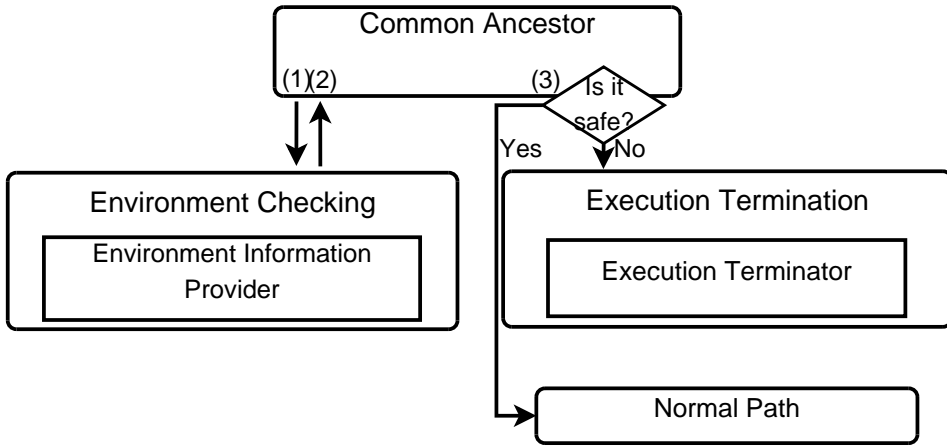 Common Ancestor
(1)(2)
(3)
Is it
safe?
Yes
No
Environment Checking
Environment Information
Provider
Execution Termination
Execution Terminator
Normal Path